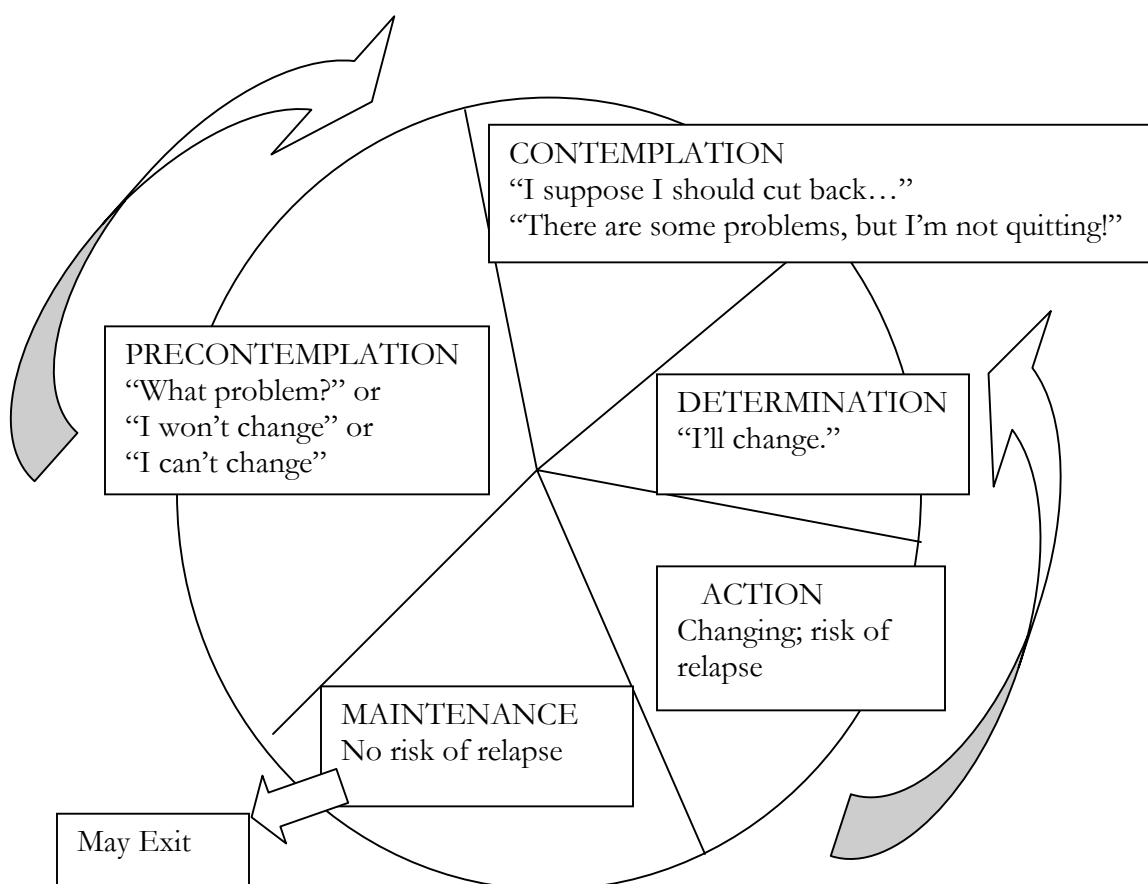 CONTEMPLATION
“I suppose I should cut back…”
“There are some problems, but I’m not quitting!”
PRECONTEMPLATION
“What problem?” or
“I won’t change” or
“I can’t change”
DETERMINATION
“I’ll change.”
ACTION
Changing; risk of
relapse
MAINTENANCE
No risk of relapse
May Exit